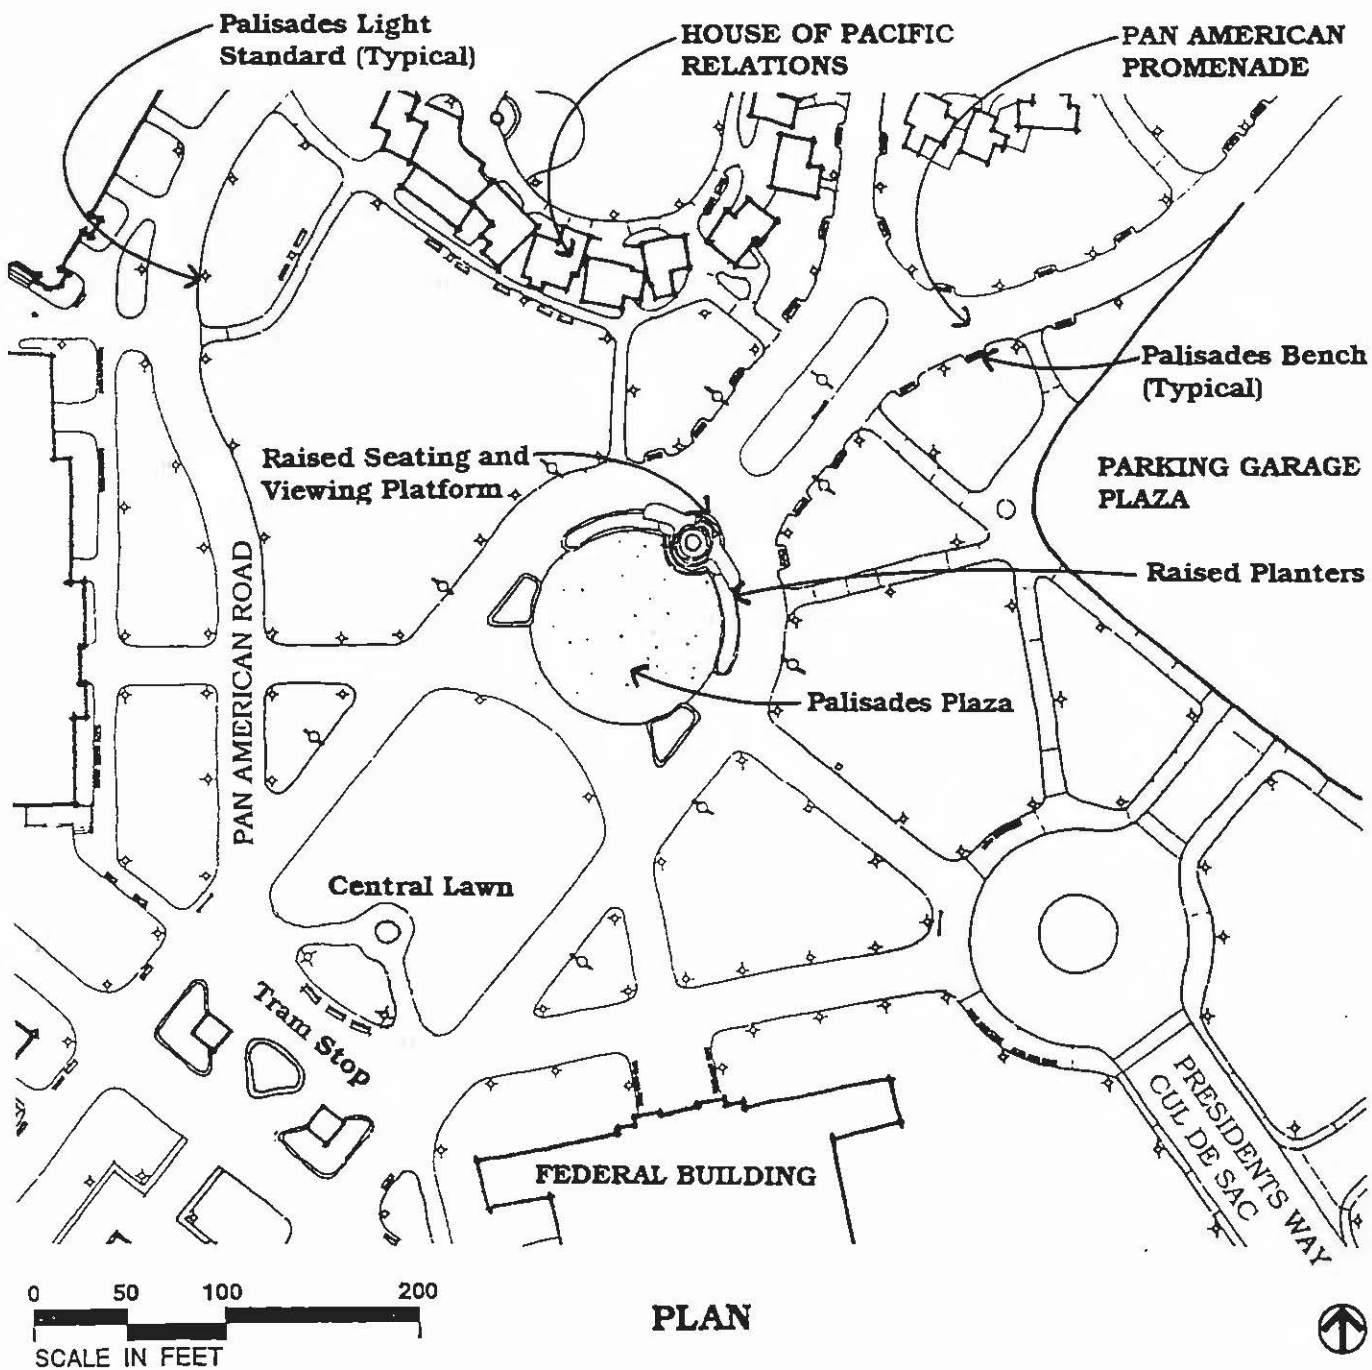 Palisades Light
Standard (Typical)
HOUSE OF PACIFIC
RELATIONS
PAN AMERICAN
PROMENADE
Palisades Bench
(Typical)
Raised Seating and
Viewing Platform
PARKING GARAGE
PLAZA
Raised Planters
PAN AMERICAN ROAD
Palisades Plaza
Central Lawn
Tram Stop
PRESIDENTS WAY
CUL DE SAC
FEDERAL BUILDING
0 50 100 200
SCALE IN FEET
PLAN